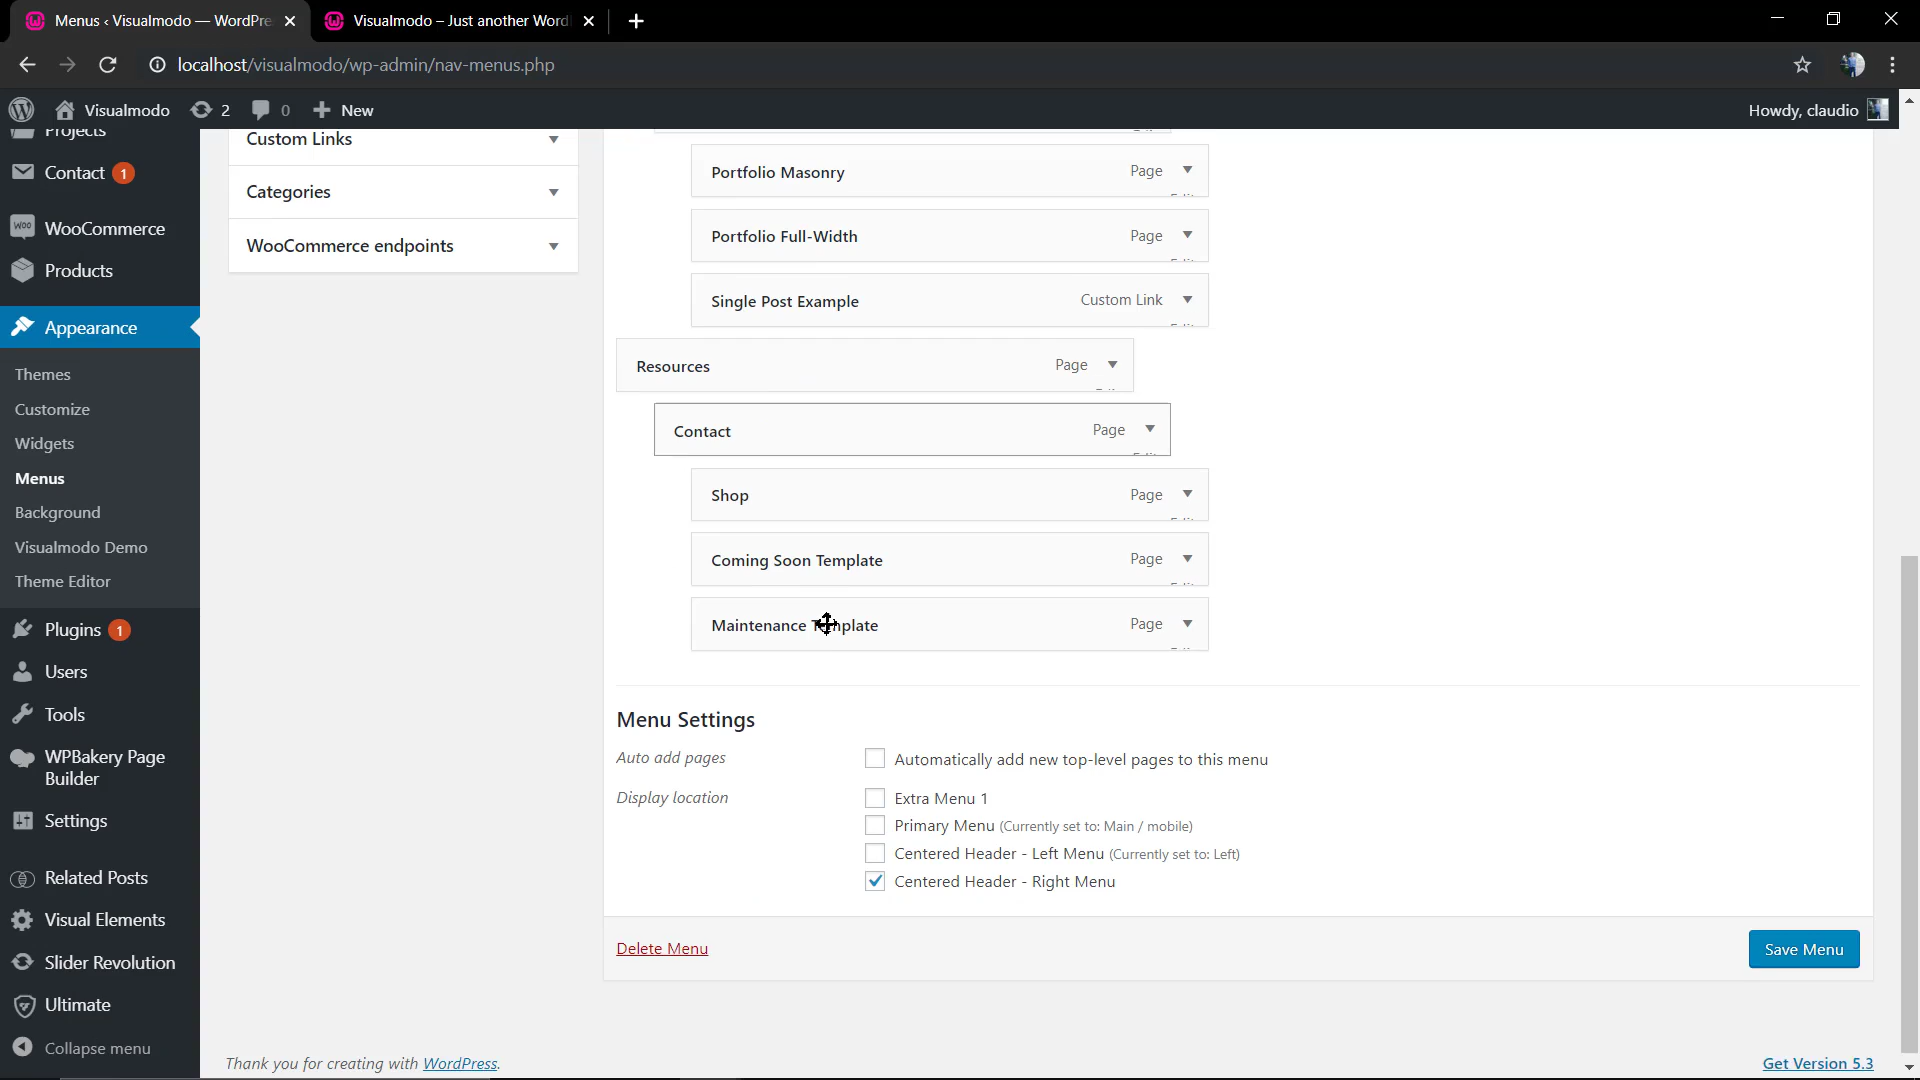 Menus ‹ Visualmodo — WordPre
Visualmodo – Just another Word
localhost/visualmodo/wp-admin/nav-menus.php
Visualmodo 2 0 New
Howdy, claudio
Projects
Contact 1
WooCommerce
Products
Appearance
Themes
Customize
Widgets
Menus
Background
Visualmodo Demo
Theme Editor
Plugins 1
Users
Tools
WPBakery Page
Builder
Settings
Related Posts
Visual Elements
Slider Revolution
Ultimate
Collapse menu
Custom Links
Categories
WooCommerce endpoints
Portfolio Masonry Page
Portfolio Full-Width Page
Single Post Example Custom Link
Resources Page
Contact Page
Shop Page
Coming Soon Template Page
Maintenance Template Page
Menu Settings
Auto add pages Automatically add new top-level pages to this menu
Display location Extra Menu 1
Primary Menu (Currently set to: Main / mobile)
Centered Header - Left Menu (Currently set to: Left)
Centered Header - Right Menu
Delete Menu Save Menu
Thank you for creating with WordPress. Get Version 5.3